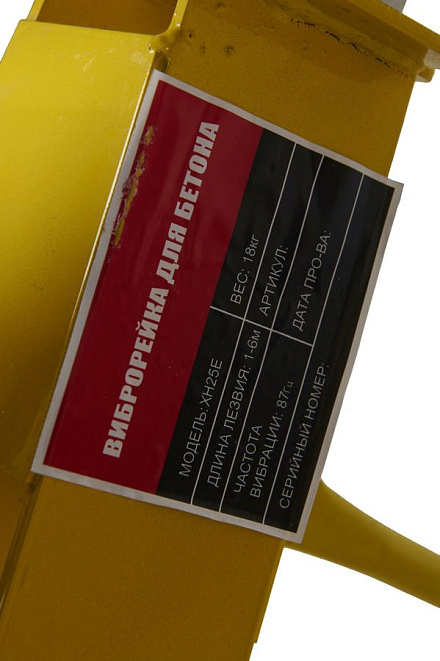 ВИБРОРЕЙКА ДЛЯ БЕТОНА
МОДЕЛЬ: XH25E ВЕС: 18кг
ДЛИНА ЛЕЗВИЯ: 1-6м АРТИКУЛ:
ЧАСТОТА
ВИБРАЦИИ: 87гц ДАТА ПРО-ВА:
СЕРИЙНЫЙ НОМЕР: